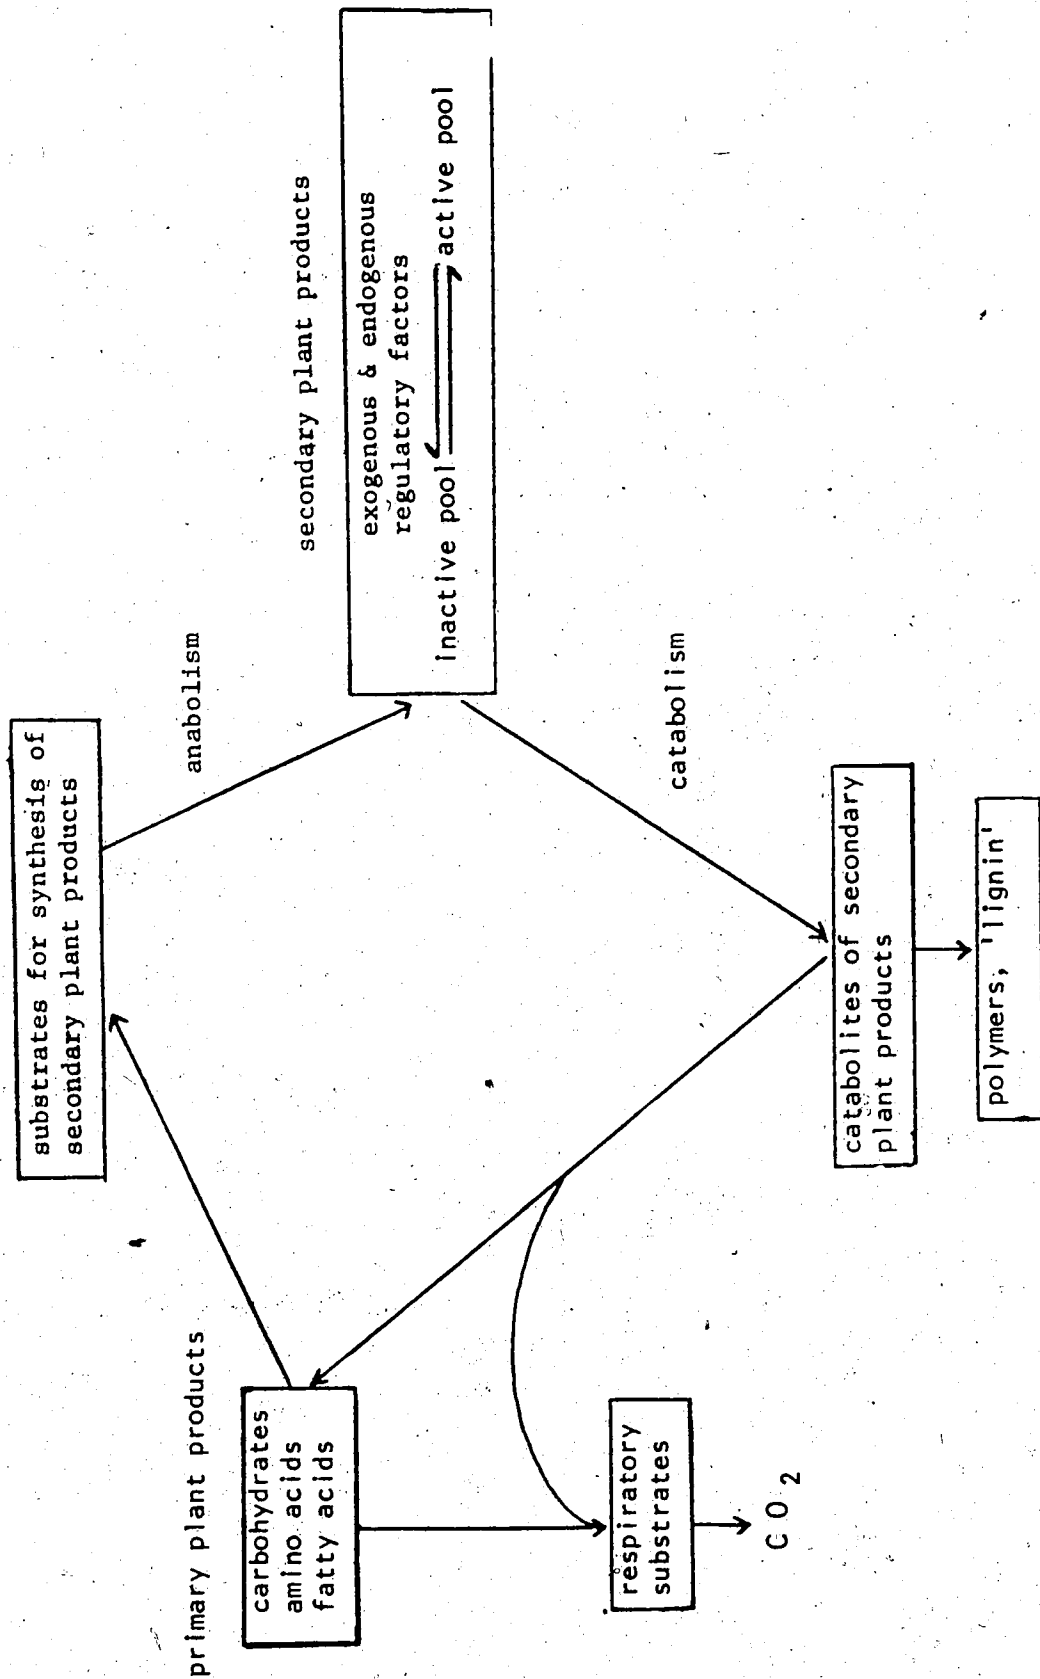 substrates for synthesis of
secondary plant products
anabolism
secondary plant products
exogenous & endogenous
regulatory factors
inactive pool active pool
primary plant products
carbohydrates
amino acids
fatty acids
catabolism
respiratory
substrates
CO2
catabolites of secondary
plant products
polymers, 'lignin'